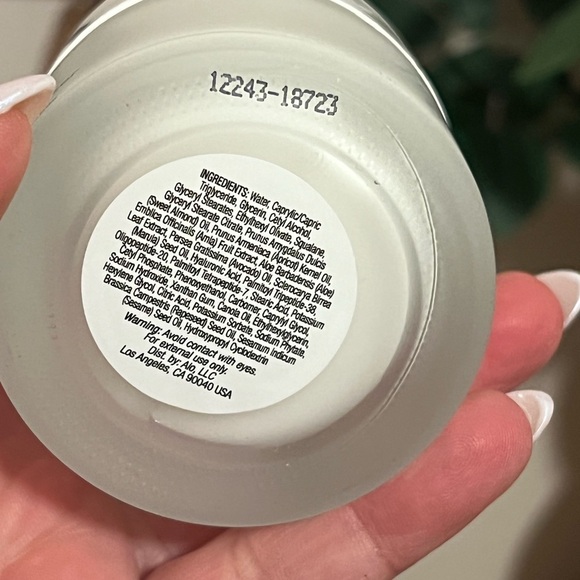 12243-18723
INGREDIENTS: Water, Caprylic/Capric
Triglyceride, Glycerin, Cetyl Alcohol,
Glyceryl Stearates, Ethylhexyl Olivate, Squalane,
Glyceryl Stearate Citrate, Prunus Amygdalus Dulcis
(Sweet Almond) Oil, Prunus Armeniaca (Apricot) Kernel Oil,
Emblica Officinalis (Amla) Fruit Extract, Aloe Barbadensis (Aloe)
Leaf Extract, Persea Gratissima (Avocado) Oil, Sclerocarya Birrea
(Marula) Seed Oil, Hyaluronic Acid, Palmitoyl Tripeptide-38,
Oligopeptide-20, Palmitoyl Tetrapeptide-7, Stearic Acid, Potassium
Cetyl Phosphate, Phenoxyethanol, Carbomer, Caprylyl Glycol,
Sodium Hydroxide, Xanthan Gum, Canola Oil, Ethylhexylglycerin,
Hexylene Glycol, Citric Acid, Potassium Sorbate, Sodium Phytate,
Brassica Campestris (Rapeseed) Seed Oil, Sesamum Indicum
(Sesame) Seed Oil, Hydroxypropyl Cyclodextrin
Warning: Avoid contact with eyes.
For external use only.
Dist. by: Alo, LLC
Los Angeles, CA 90040 USA